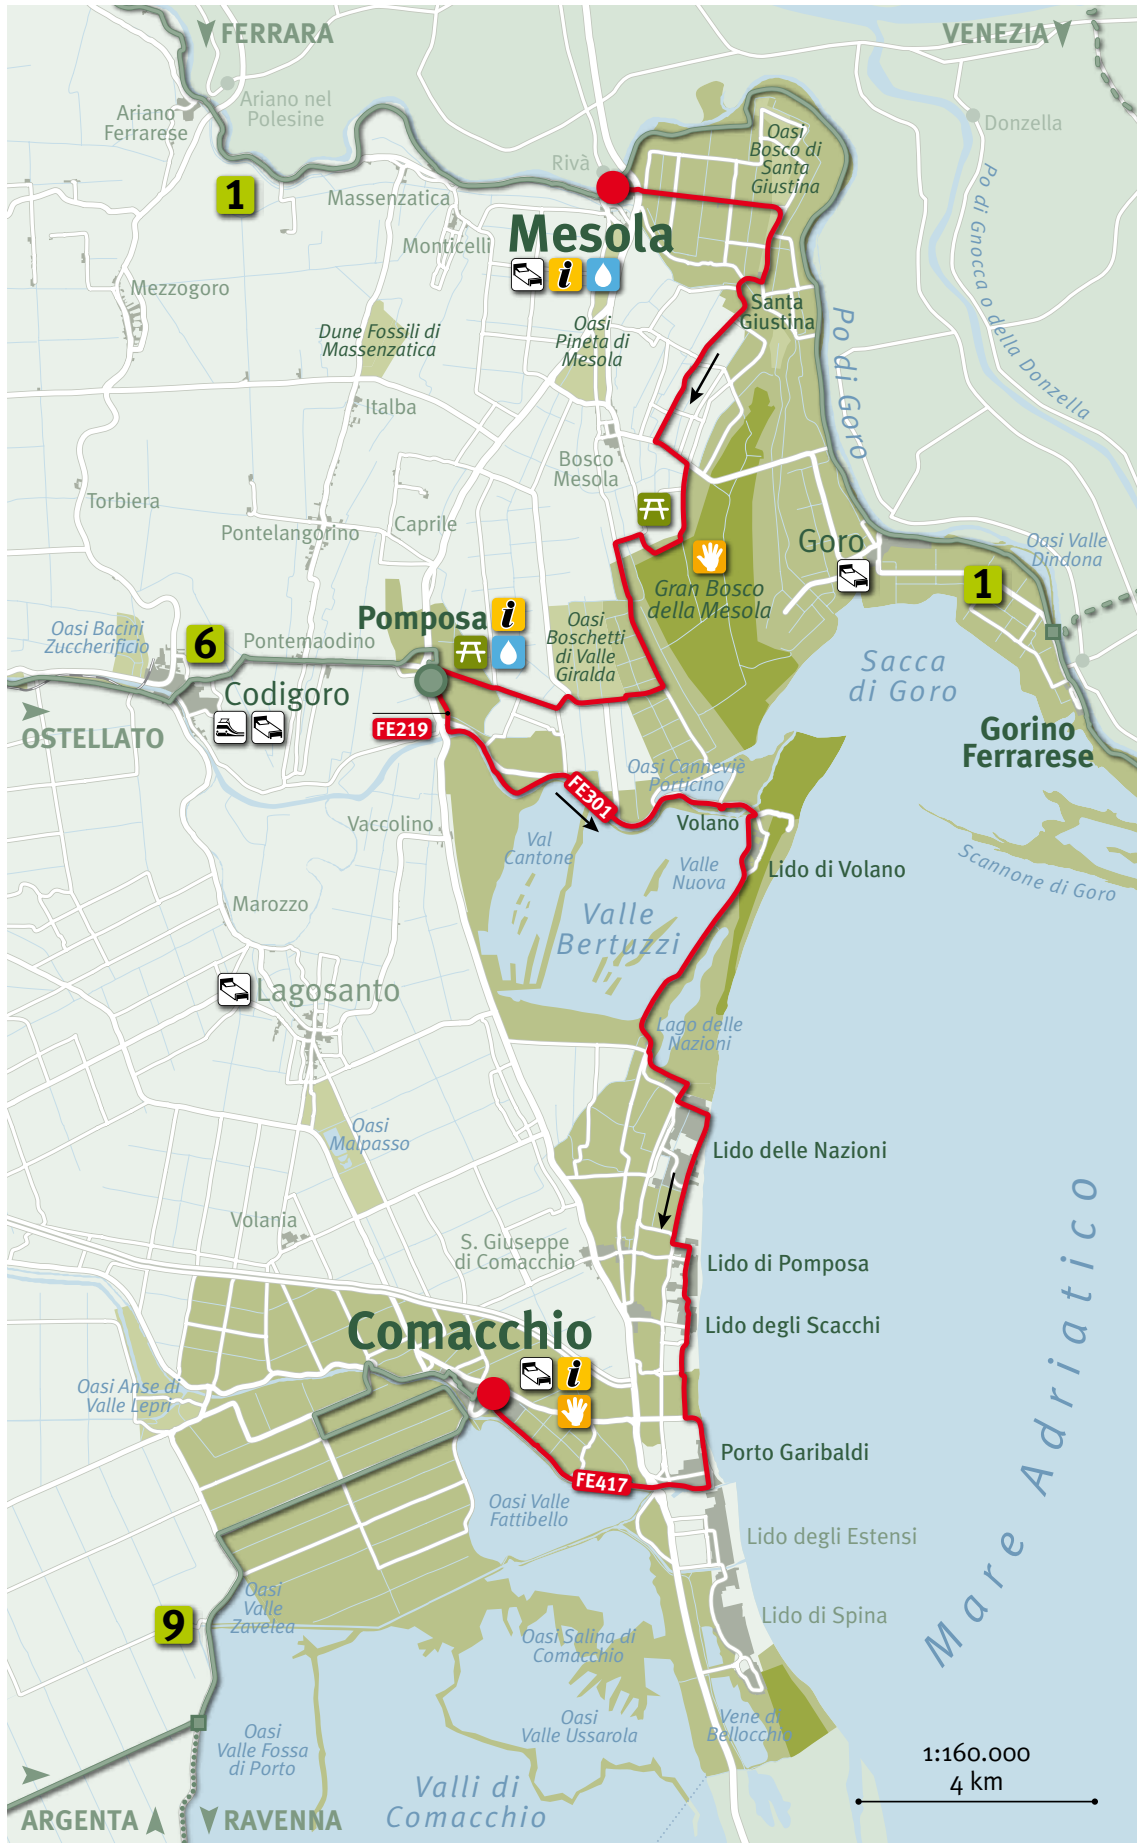 FERRARA
VENEZIA
Ariano nel
Polesine
Ariano
Ferrarese
Donzella
Oasi
Bosco di
Santa
Giustina
Rivà
1
Massenzatica
Po di Gnocca o della Donzella
Mesola
Monticelli
i
Mezzogoro
Santa
Giustina
Po di Goro
Oasi
Pineta di
Mesola
Dune Fossili di
Massenzatica
Italba
Bosco
Mesola
Torbiera
Caprile
Pontelangorino
Goro
Oasi Valle
Dindona
Gran Bosco
della Mesola
1
Pomposa
i
Oasi
Boschetti
di Valle
Giralda
Oasi Bacini
Zuccherificio
6
Pontemaodino
Sacca
di Goro
Codigoro
OSTELLATO
FE219
Gorino
Ferrarese
Oasi Canneviè
Porticino
FE301
Volano
Vaccolino
Val
Cantone
Valle
Nuova
Lido di Volano
Scannone di Goro
Marozzo
Valle
Bertuzzi
Lagosanto
Lago delle
Nazioni
Oasi
Malpasso
Lido delle Nazioni
Volania
S. Giuseppe
di Comacchio
Lido di Pomposa
Mare Adriatico
Comacchio
Lido degli Scacchi
i
Oasi Anse di
Valle Lepri
Porto Garibaldi
FE417
Oasi Valle
Fattibello
Lido degli Estensi
Oasi
Valle
Zavelea
9
Lido di Spina
Oasi Salina di
Comacchio
Oasi
Valle Ussarola
Vene di
Bellocchio
Oasi
Valle Fossa
di Porto
1:160.000
4 km
Valli di
Comacchio
ARGENTA
RAVENNA